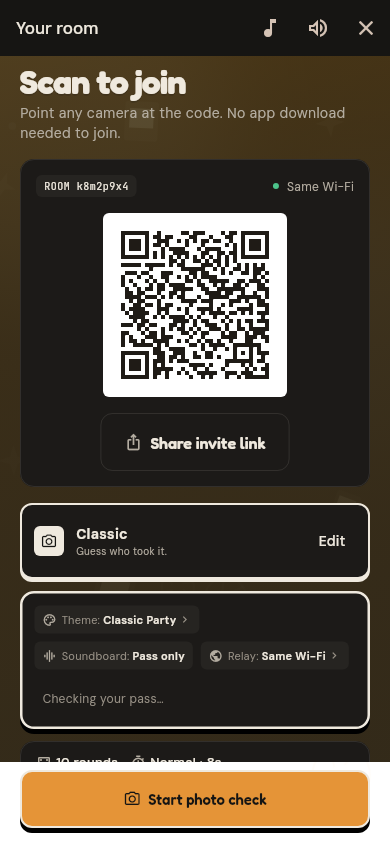 Your room
Scan to join
Point any camera at the code. No app download
needed to join.
ROOM k8m2p9x4
Same Wi-Fi
Share invite link
Classic
Guess who took it.
Edit
Theme: Classic Party
Soundboard: Pass only
Relay: Same Wi-Fi
Checking your pass…
10 rounds
Normal · 8s
Start photo check